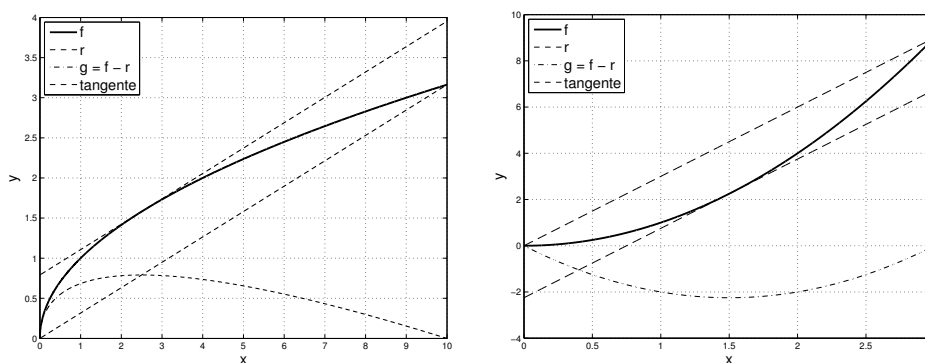 4
3.5
3
2.5
2
1.5
1
0.5
0
y
f
r
g = f − r
tangente
0 1 2 3 4 5 6 7 8 9 10
x
10
8
6
4
2
0
−2
−4
y
f
r
g = f − r
tangente
0 0.5 1 1.5 2 2.5
x